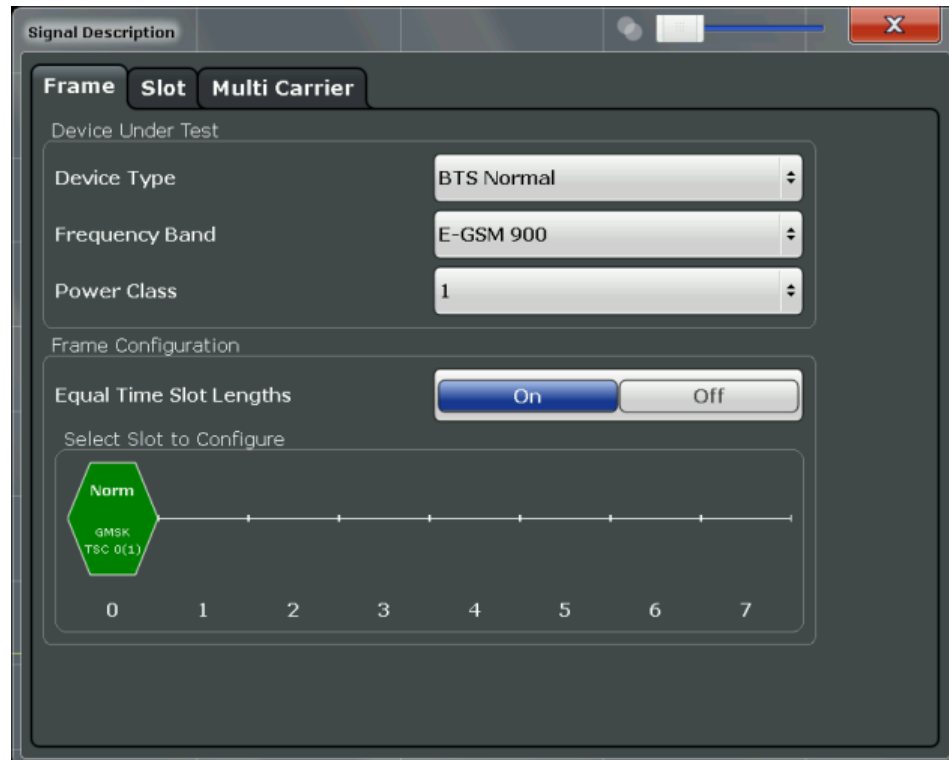 Signal Description
X
Frame Slot Multi Carrier
Device Under Test
Device Type BTS Normal
Frequency Band E-GSM 900
Power Class 1
Frame Configuration
Equal Time Slot Lengths On Off
Select Slot to Configure
Norm
GMSK
TSC 0(1)
0 1 2 3 4 5 6 7